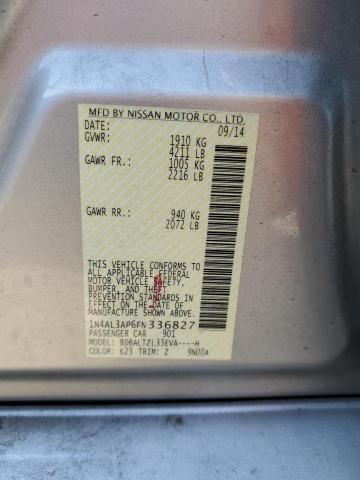 MFD BY NISSAN MOTOR CO., LTD.
DATE: 09/14
GVWR: 1910 KG
4211 LB
GAWR FR: 1005 KG
2216 LB
GAWR RR: 940 KG
2072 LB
THIS VEHICLE CONFORMS TO
ALL APPLICABLE FEDERAL
MOTOR VEHICLE SAFETY,
BUMPER, AND THEFT
PREVENTION STANDARDS IN
EFFECT ON THE DATE OF
MANUFACTURE SHOWN ABOVE.
1N4AL3AP6FN336827
PASSENGER CAR 901
MODEL: BDBALTZL33EVA----H
COLOR: K23 TRIM: Z 9N00A